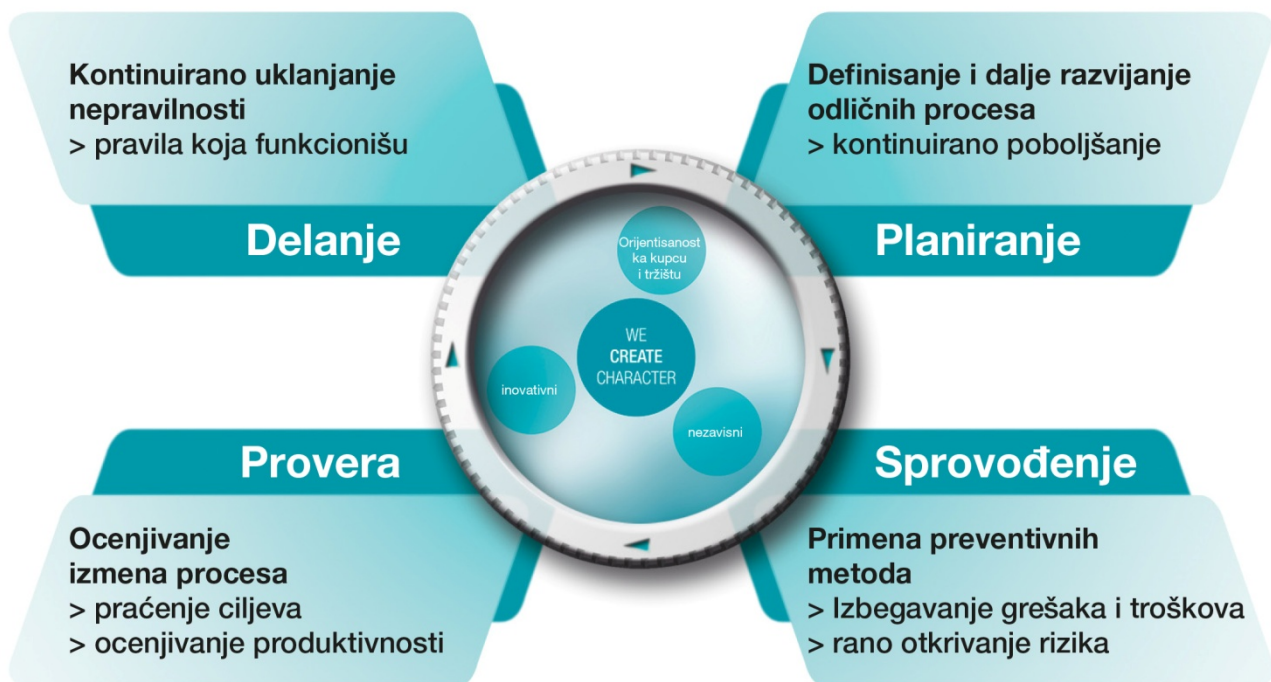 Kontinuirano uklanjanje
nepravilnosti
> pravila koja funkcionišu
Delanje
Definisanje i dalje razvijanje
odličnih procesa
> kontinuirano poboljšanje
Planiranje
Orijentisanost
ka kupcu
i tržištu
WE
CREATE
CHARACTER
inovativni
nezavisni
Provera
Ocenjivanje
izmena procesa
> praćenje ciljeva
> ocenjivanje produktivnosti
Sprovođenje
Primena preventivnih
metoda
> Izbegavanje grešaka i troškova
> rano otkrivanje rizika